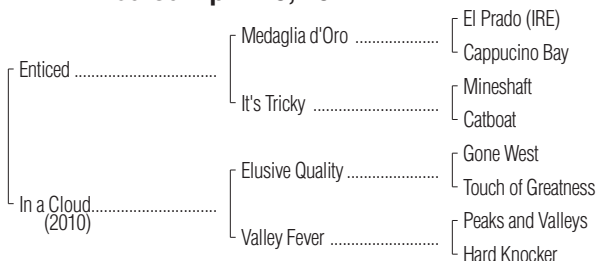 El Prado (IRE)
Medaglia d'Oro
Cappucino Bay
Enticed
Mineshaft
It's Tricky
Catboat
Gone West
Elusive Quality
Touch of Greatness
In a Cloud
(2010)
Peaks and Valleys
Valley Fever
Hard Knocker